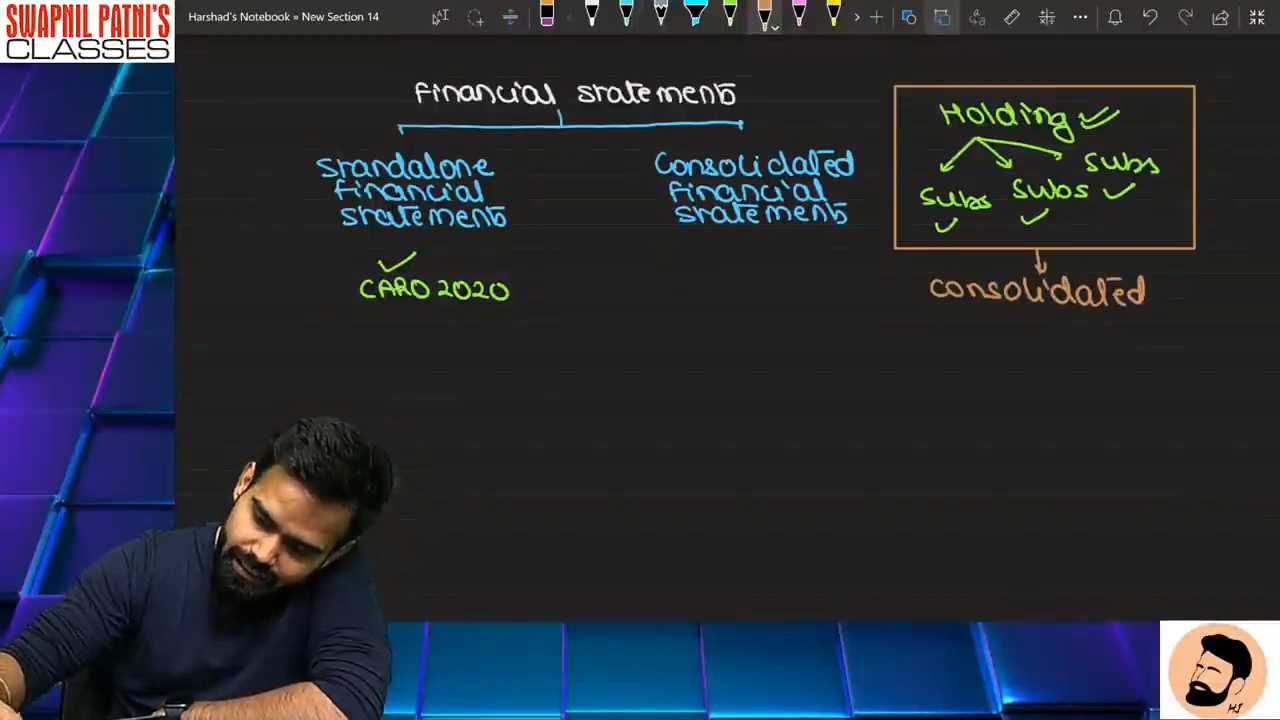 SWAPNIL PATNI'S
CLASSES
Harshad's Notebook » New Section 14
Financial statements
Standalone
Financial
statements
Consolidated
Financial
statements
CARO 2020
Holding
Subs
Subs
Subs
Consolidated
HJ